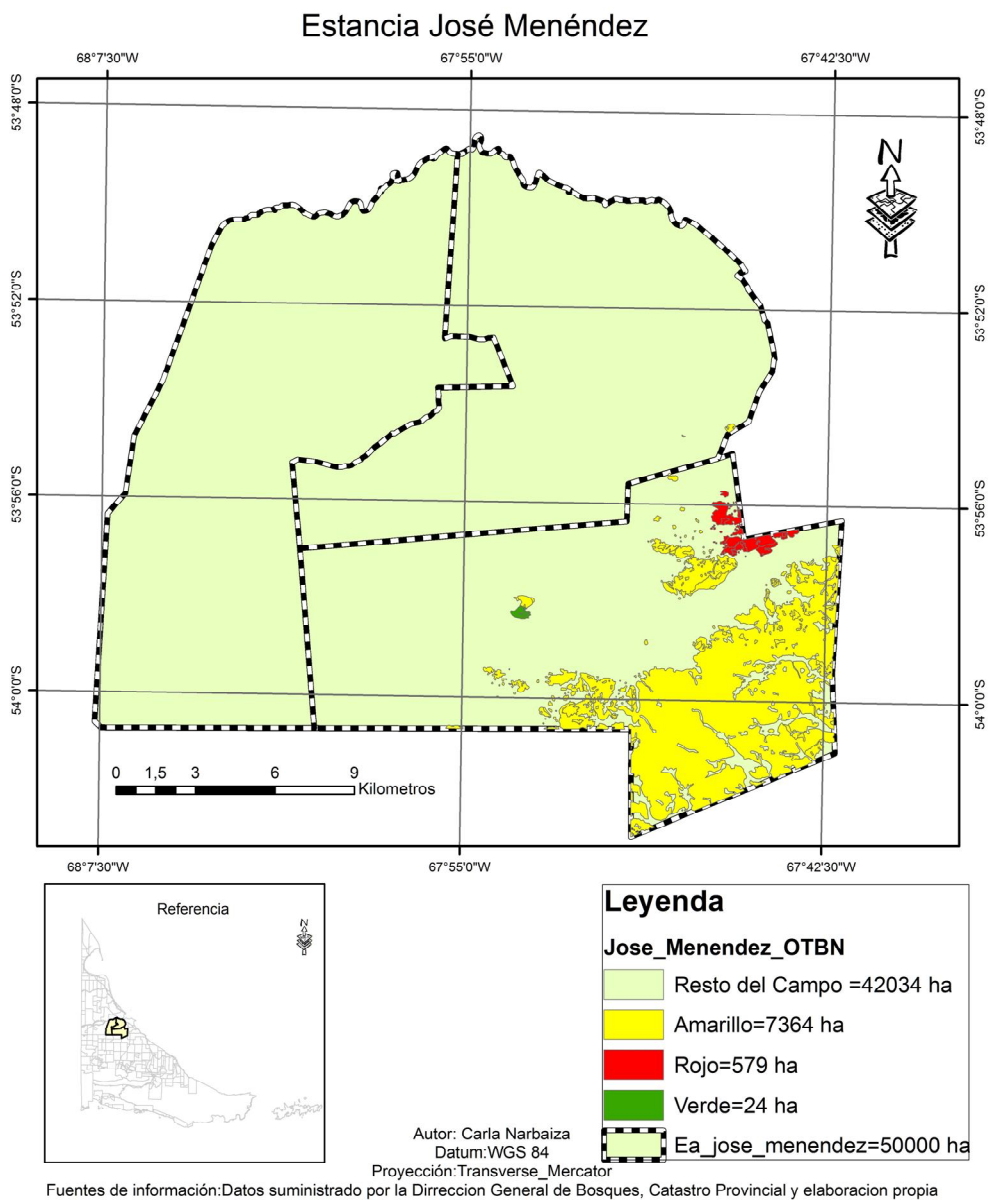 Estancia José Menéndez
68°7'30"W 67°55'0"W 67°42'30"W
53°48'0"S 53°48'0"S
N
53°52'0"S 53°52'0"S
53°56'0"S 53°56'0"S
54°0'0"S 54°0'0"S
0 1,5 3 6 9
Kilometros
68°7'30"W 67°55'0"W 67°42'30"W
Referencia
N
Leyenda
Jose_Menendez_OTBN
Resto del Campo =42034 ha
Amarillo=7364 ha
Rojo=579 ha
Verde=24 ha
Ea_jose_menendez=50000 ha
Autor: Carla Narbaiza
Datum:WGS 84
Proyección:Transverse_Mercator
Fuentes de información:Datos suministrado por la Dirreccion General de Bosques, Catastro Provincial y elaboracion propia